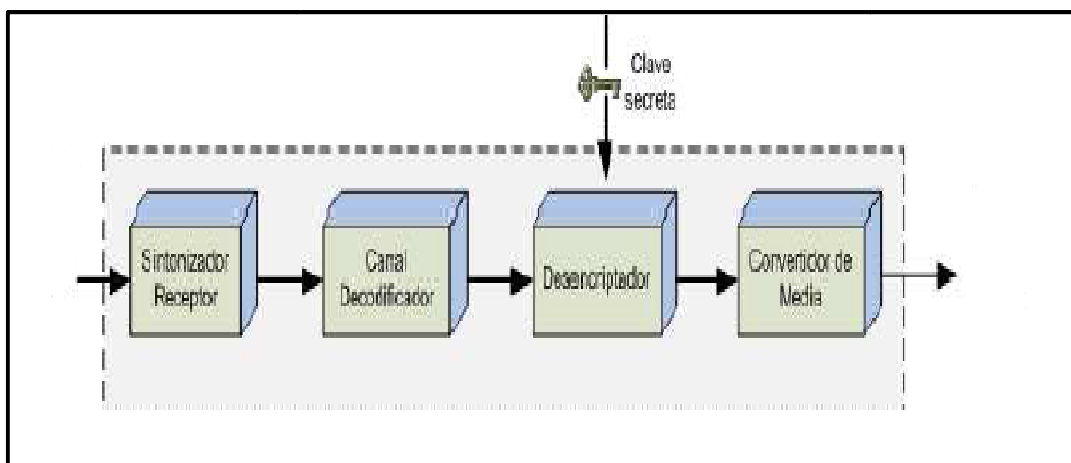 Clave
secreta
Sintonizador
Receptor
Canal
Decodificador
Desencriptador
Convertidor de
Media